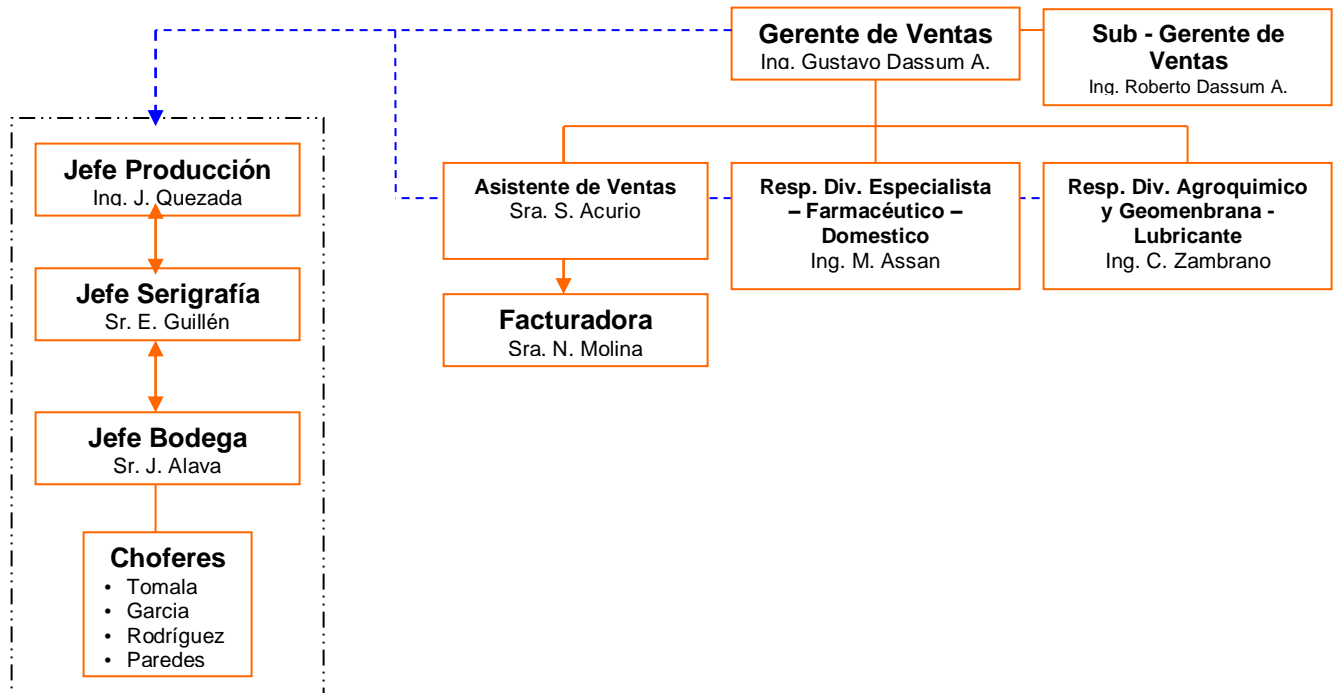 Gerente de Ventas
Ing. Gustavo Dassum A.
Sub - Gerente de
Ventas
Ing. Roberto Dassum A.
Jefe Producción
Ing. J. Quezada
Asistente de Ventas
Sra. S. Acurio
Resp. Div. Especialista
– Farmacéutico –
Domestico
Ing. M. Assan
Resp. Div. Agroquimico
y Geomenbrana -
Lubricante
Ing. C. Zambrano
Jefe Serigrafía
Sr. E. Guillén
Facturadora
Sra. N. Molina
Jefe Bodega
Sr. J. Alava
Choferes
• Tomala
• Garcia
• Rodríguez
• Paredes